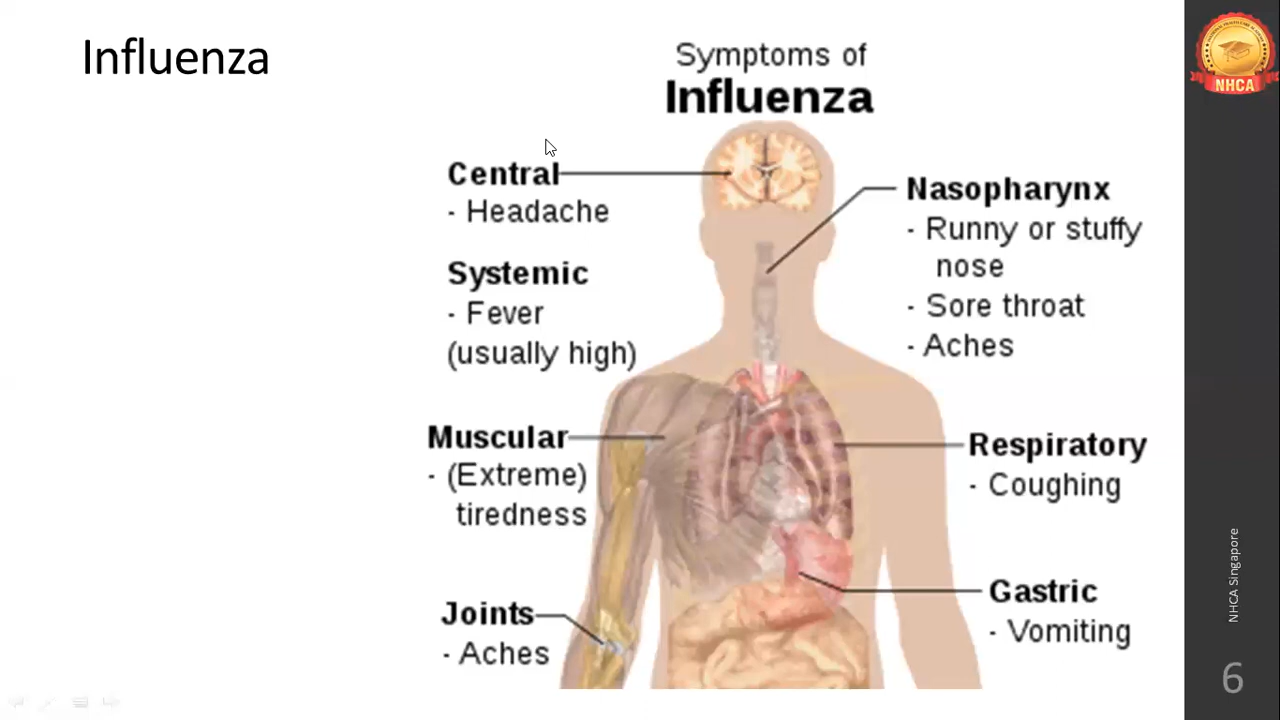 Influenza
Symptoms of
Influenza
Central
- Headache
Systemic
- Fever
(usually high)
Muscular
- (Extreme)
tiredness
Joints
- Aches
Nasopharynx
- Runny or stuffy
nose
- Sore throat
- Aches
Respiratory
- Coughing
Gastric
- Vomiting
NHCA
NHCA Singapore
6